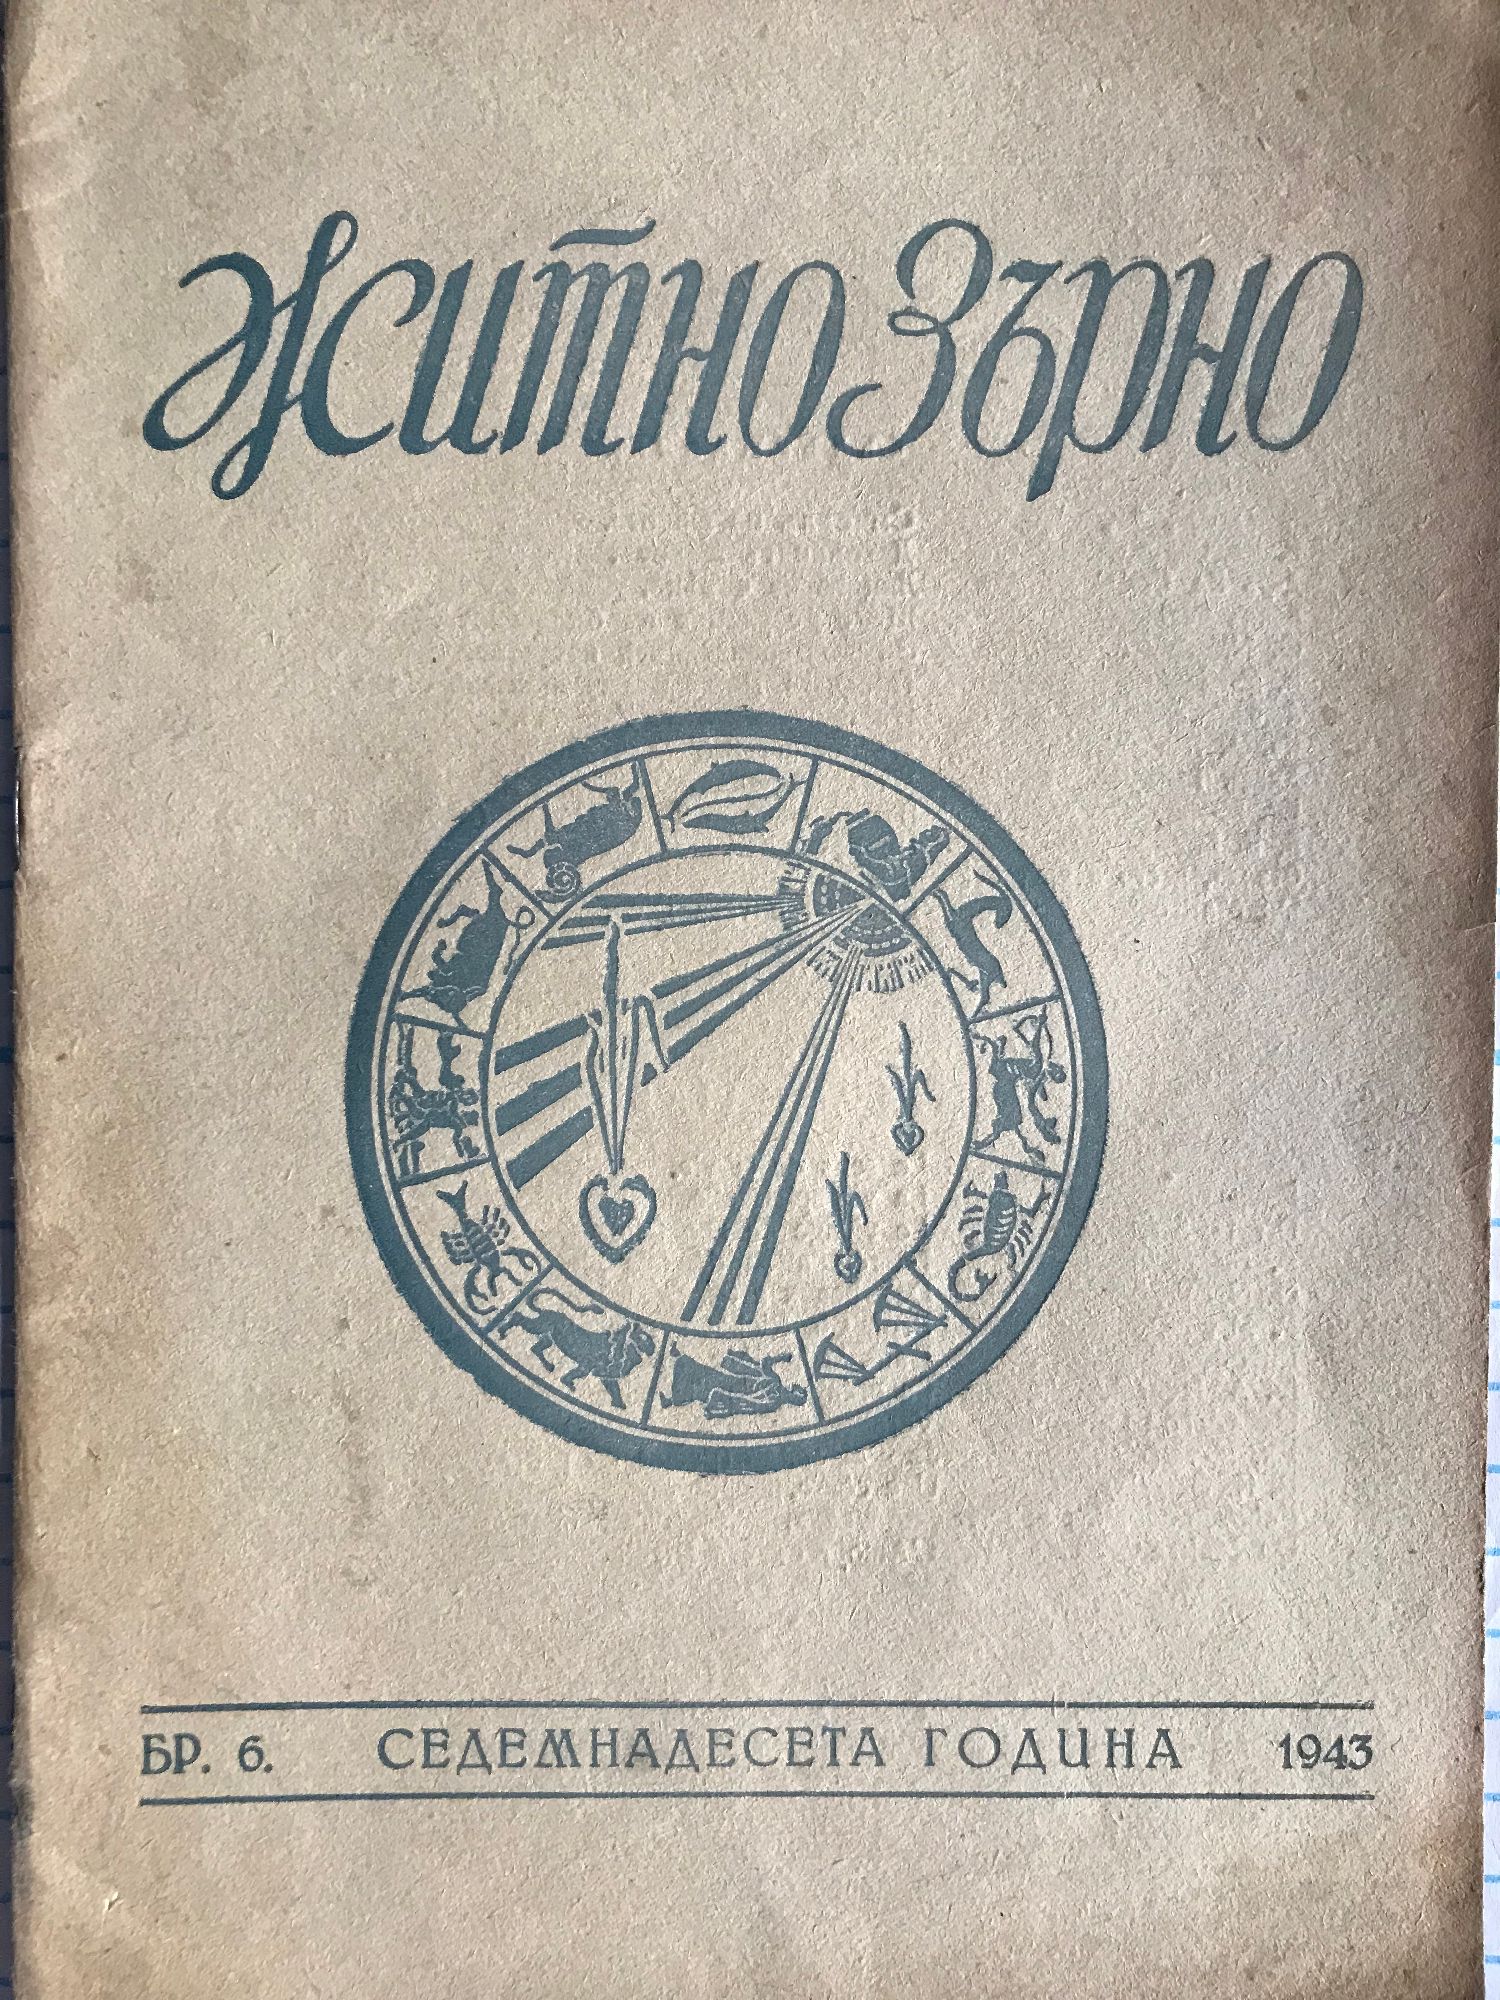 Житно Зърно
БР. 6. СЕДЕМНАДЕСЕТА ГОДИНА 1943